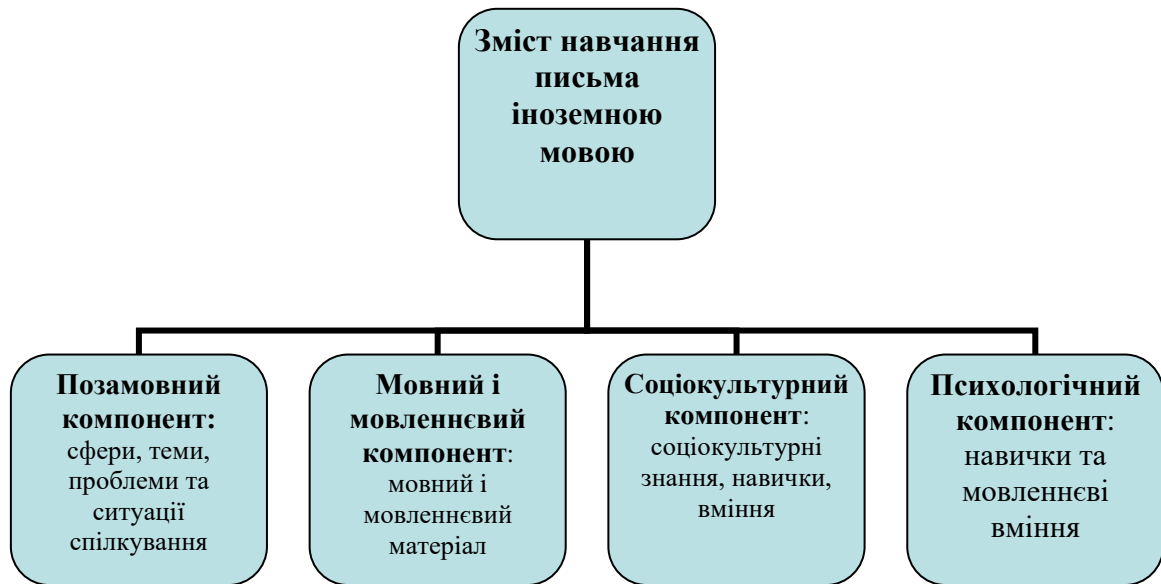 Зміст навчання
письма
іноземною
мовою
Позамовний
компонент:
сфери, теми,
проблеми та
ситуації
спілкування
Мовний і
мовленнєвий
компонент:
мовний і
мовленнєвий
матеріал
Соціокультурний
компонент:
соціокультурні
знання, навички,
вміння
Психологічний
компонент:
навички та
мовленнєві
вміння